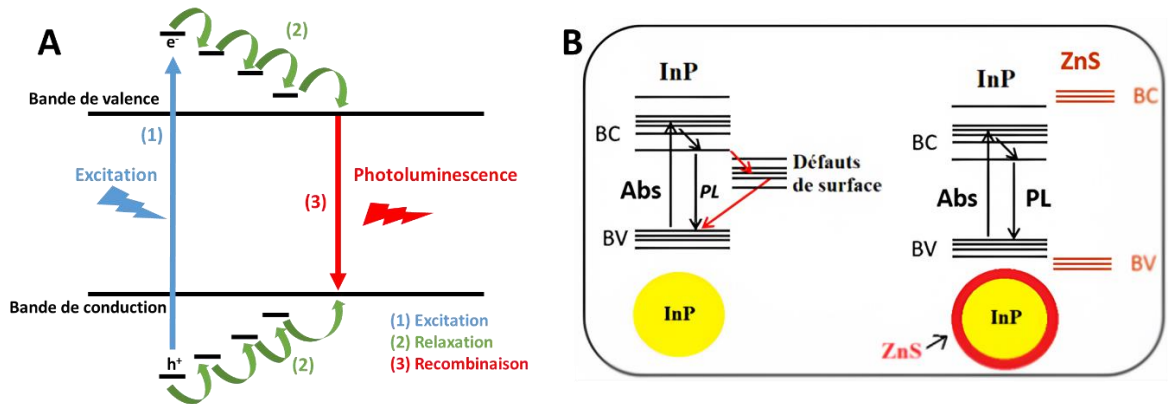 A
e-
(2)
Bande de valence
(1)
Excitation
Photoluminescence
(3)
Bande de conduction
h+
(2)
(1) Excitation
(2) Relaxation
(3) Recombinaison
B
InP
BC
Défauts
de surface
Abs
PL
BV
InP
InP
ZnS
BC
BC
Abs
PL
BV
BV
InP
ZnS